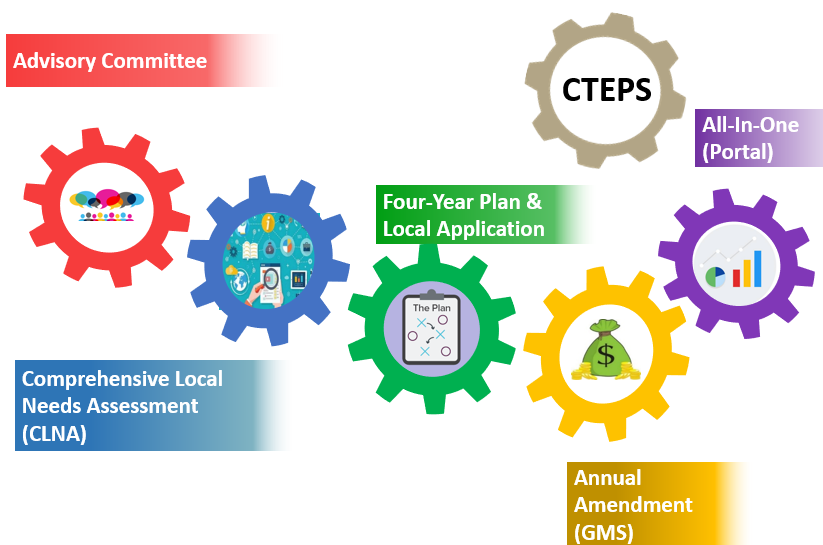 Advisory Committee
CTEPS
All-In-One
(Portal)
Four-Year Plan &
Local Application
The Plan
$
Comprehensive Local
Needs Assessment
(CLNA)
Annual
Amendment
(GMS)